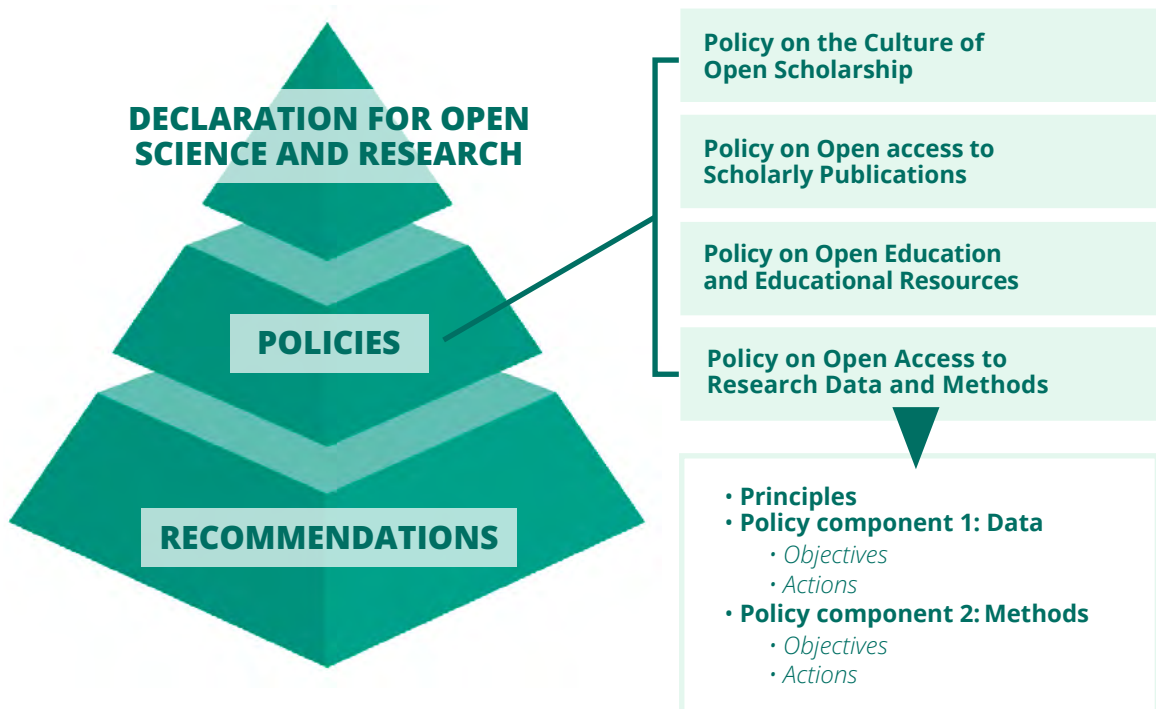 DECLARATION FOR OPEN
SCIENCE AND RESEARCH
POLICIES
RECOMMENDATIONS
Policy on the Culture of
Open Scholarship
Policy on Open access to
Scholarly Publications
Policy on Open Education
and Educational Resources
Policy on Open Access to
Research Data and Methods
• Principles
• Policy component 1: Data
• Objectives
• Actions
• Policy component 2: Methods
• Objectives
• Actions